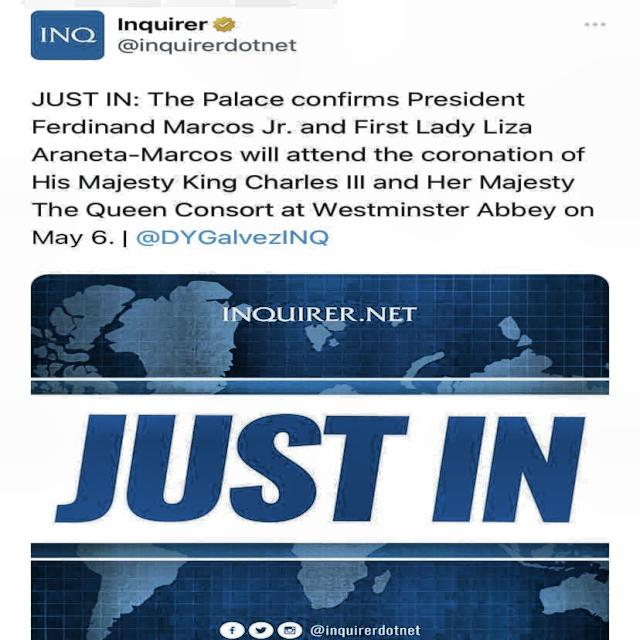 INQ
Inquirer
@inquirerdotnet
JUST IN: The Palace confirms President
Ferdinand Marcos Jr. and First Lady Liza
Araneta-Marcos will attend the coronation of
His Majesty King Charles III and Her Majesty
The Queen Consort at Westminster Abbey on
May 6. | @DYGalvezINQ
INQUIRER.NET
JUST IN
@inquirerdotnet